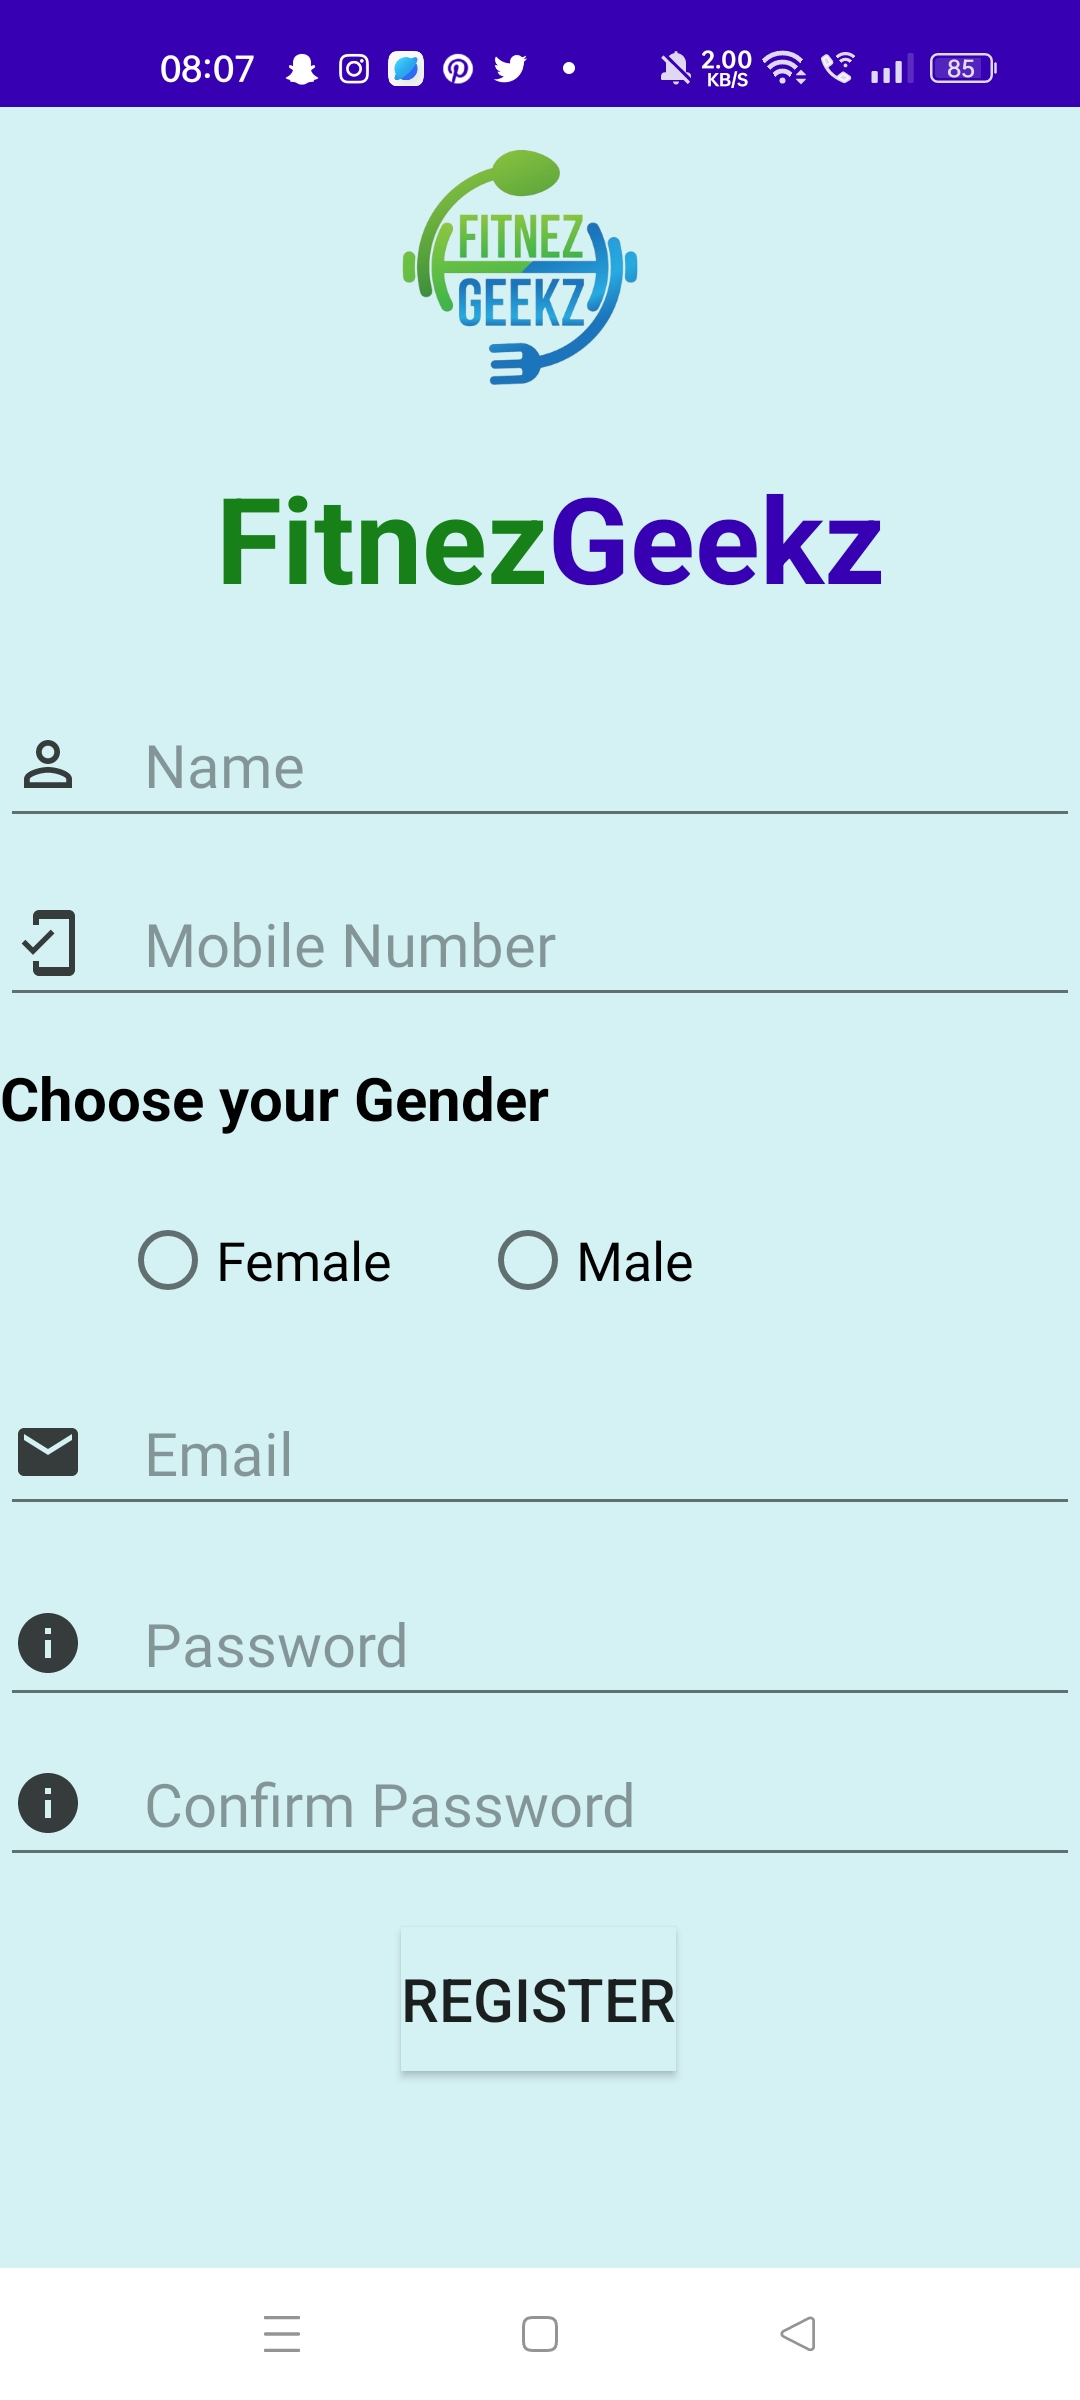 08:07 2.00 KB/S 85
FITNEZ
GEEKZ
FitnezGeekz
Name
Mobile Number
Choose your Gender
Female Male
Email
Password
Confirm Password
REGISTER